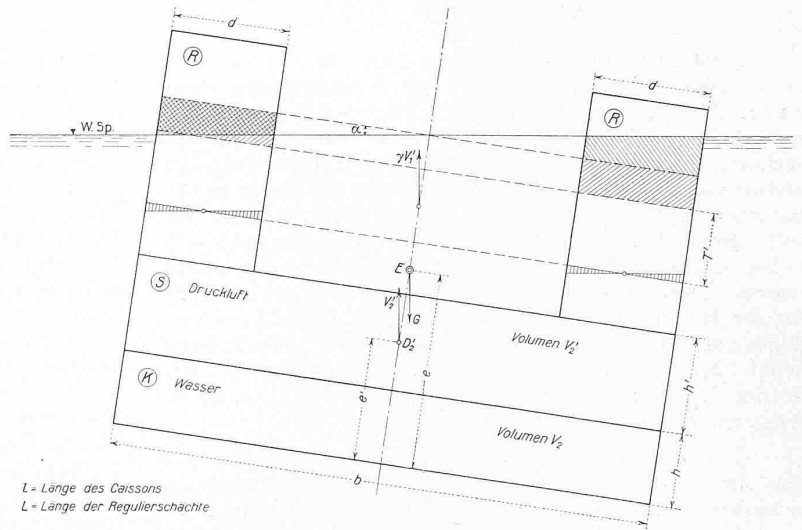 d
R
d
W. Sp.
α
R
γV₁'
T'
E
S Druckluft
V₂'
G
Volumen V₂'
D₂'
K Wasser
e'
e
h'
Volumen V₂
h
b
l = Länge des Caissons
L = Länge der Regulierschächte